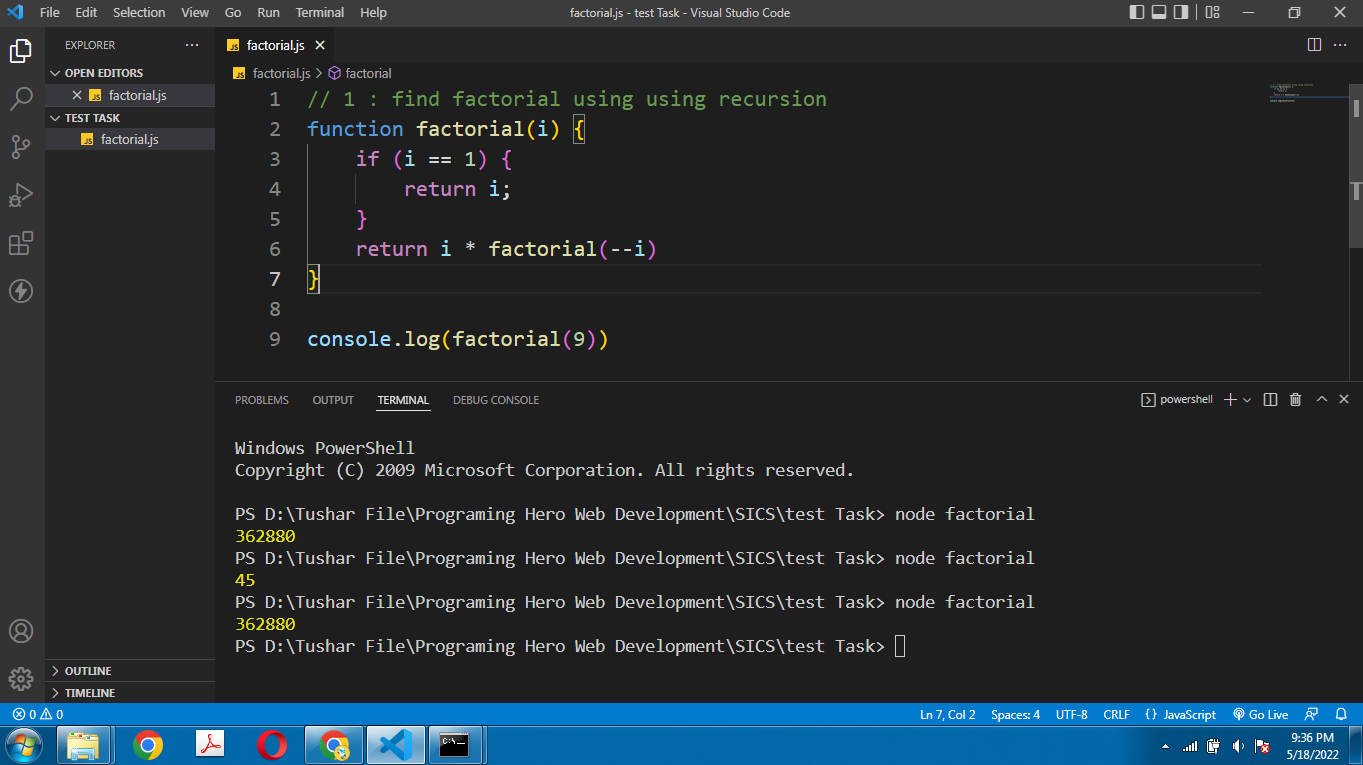 File Edit Selection View Go Run Terminal Help factorial.js - test Task - Visual Studio Code
EXPLORER
OPEN EDITORS
JS factorial.js
TEST TASK
JS factorial.js
OUTLINE
TIMELINE
JS factorial.js
JS factorial.js > factorial
1 // 1 : find factorial using using recursion
2 function factorial(i) {
3 if (i == 1) {
4 return i;
5 }
6 return i * factorial(--i)
7 }
8
9 console.log(factorial(9))
PROBLEMS OUTPUT TERMINAL DEBUG CONSOLE powershell
Windows PowerShell
Copyright (C) 2009 Microsoft Corporation. All rights reserved.
PS D:\Tushar File\Programing Hero Web Development\SICS\test Task> node factorial
362880
PS D:\Tushar File\Programing Hero Web Development\SICS\test Task> node factorial
45
PS D:\Tushar File\Programing Hero Web Development\SICS\test Task> node factorial
362880
PS D:\Tushar File\Programing Hero Web Development\SICS\test Task>
0 0 Ln 7, Col 2 Spaces: 4 UTF-8 CRLF {} JavaScript Go Live
C:\.
9:36 PM
5/18/2022